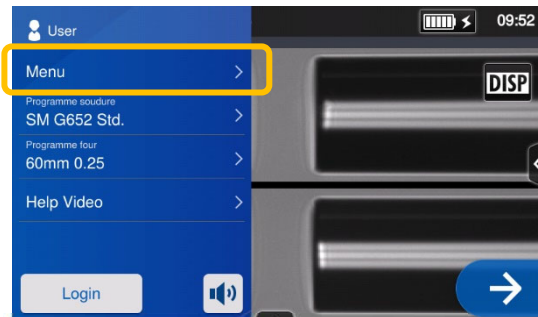 User
09:52
Menu
DISP
Programme soudure
SM G652 Std.
Programme four
60mm 0.25
Help Video
Login